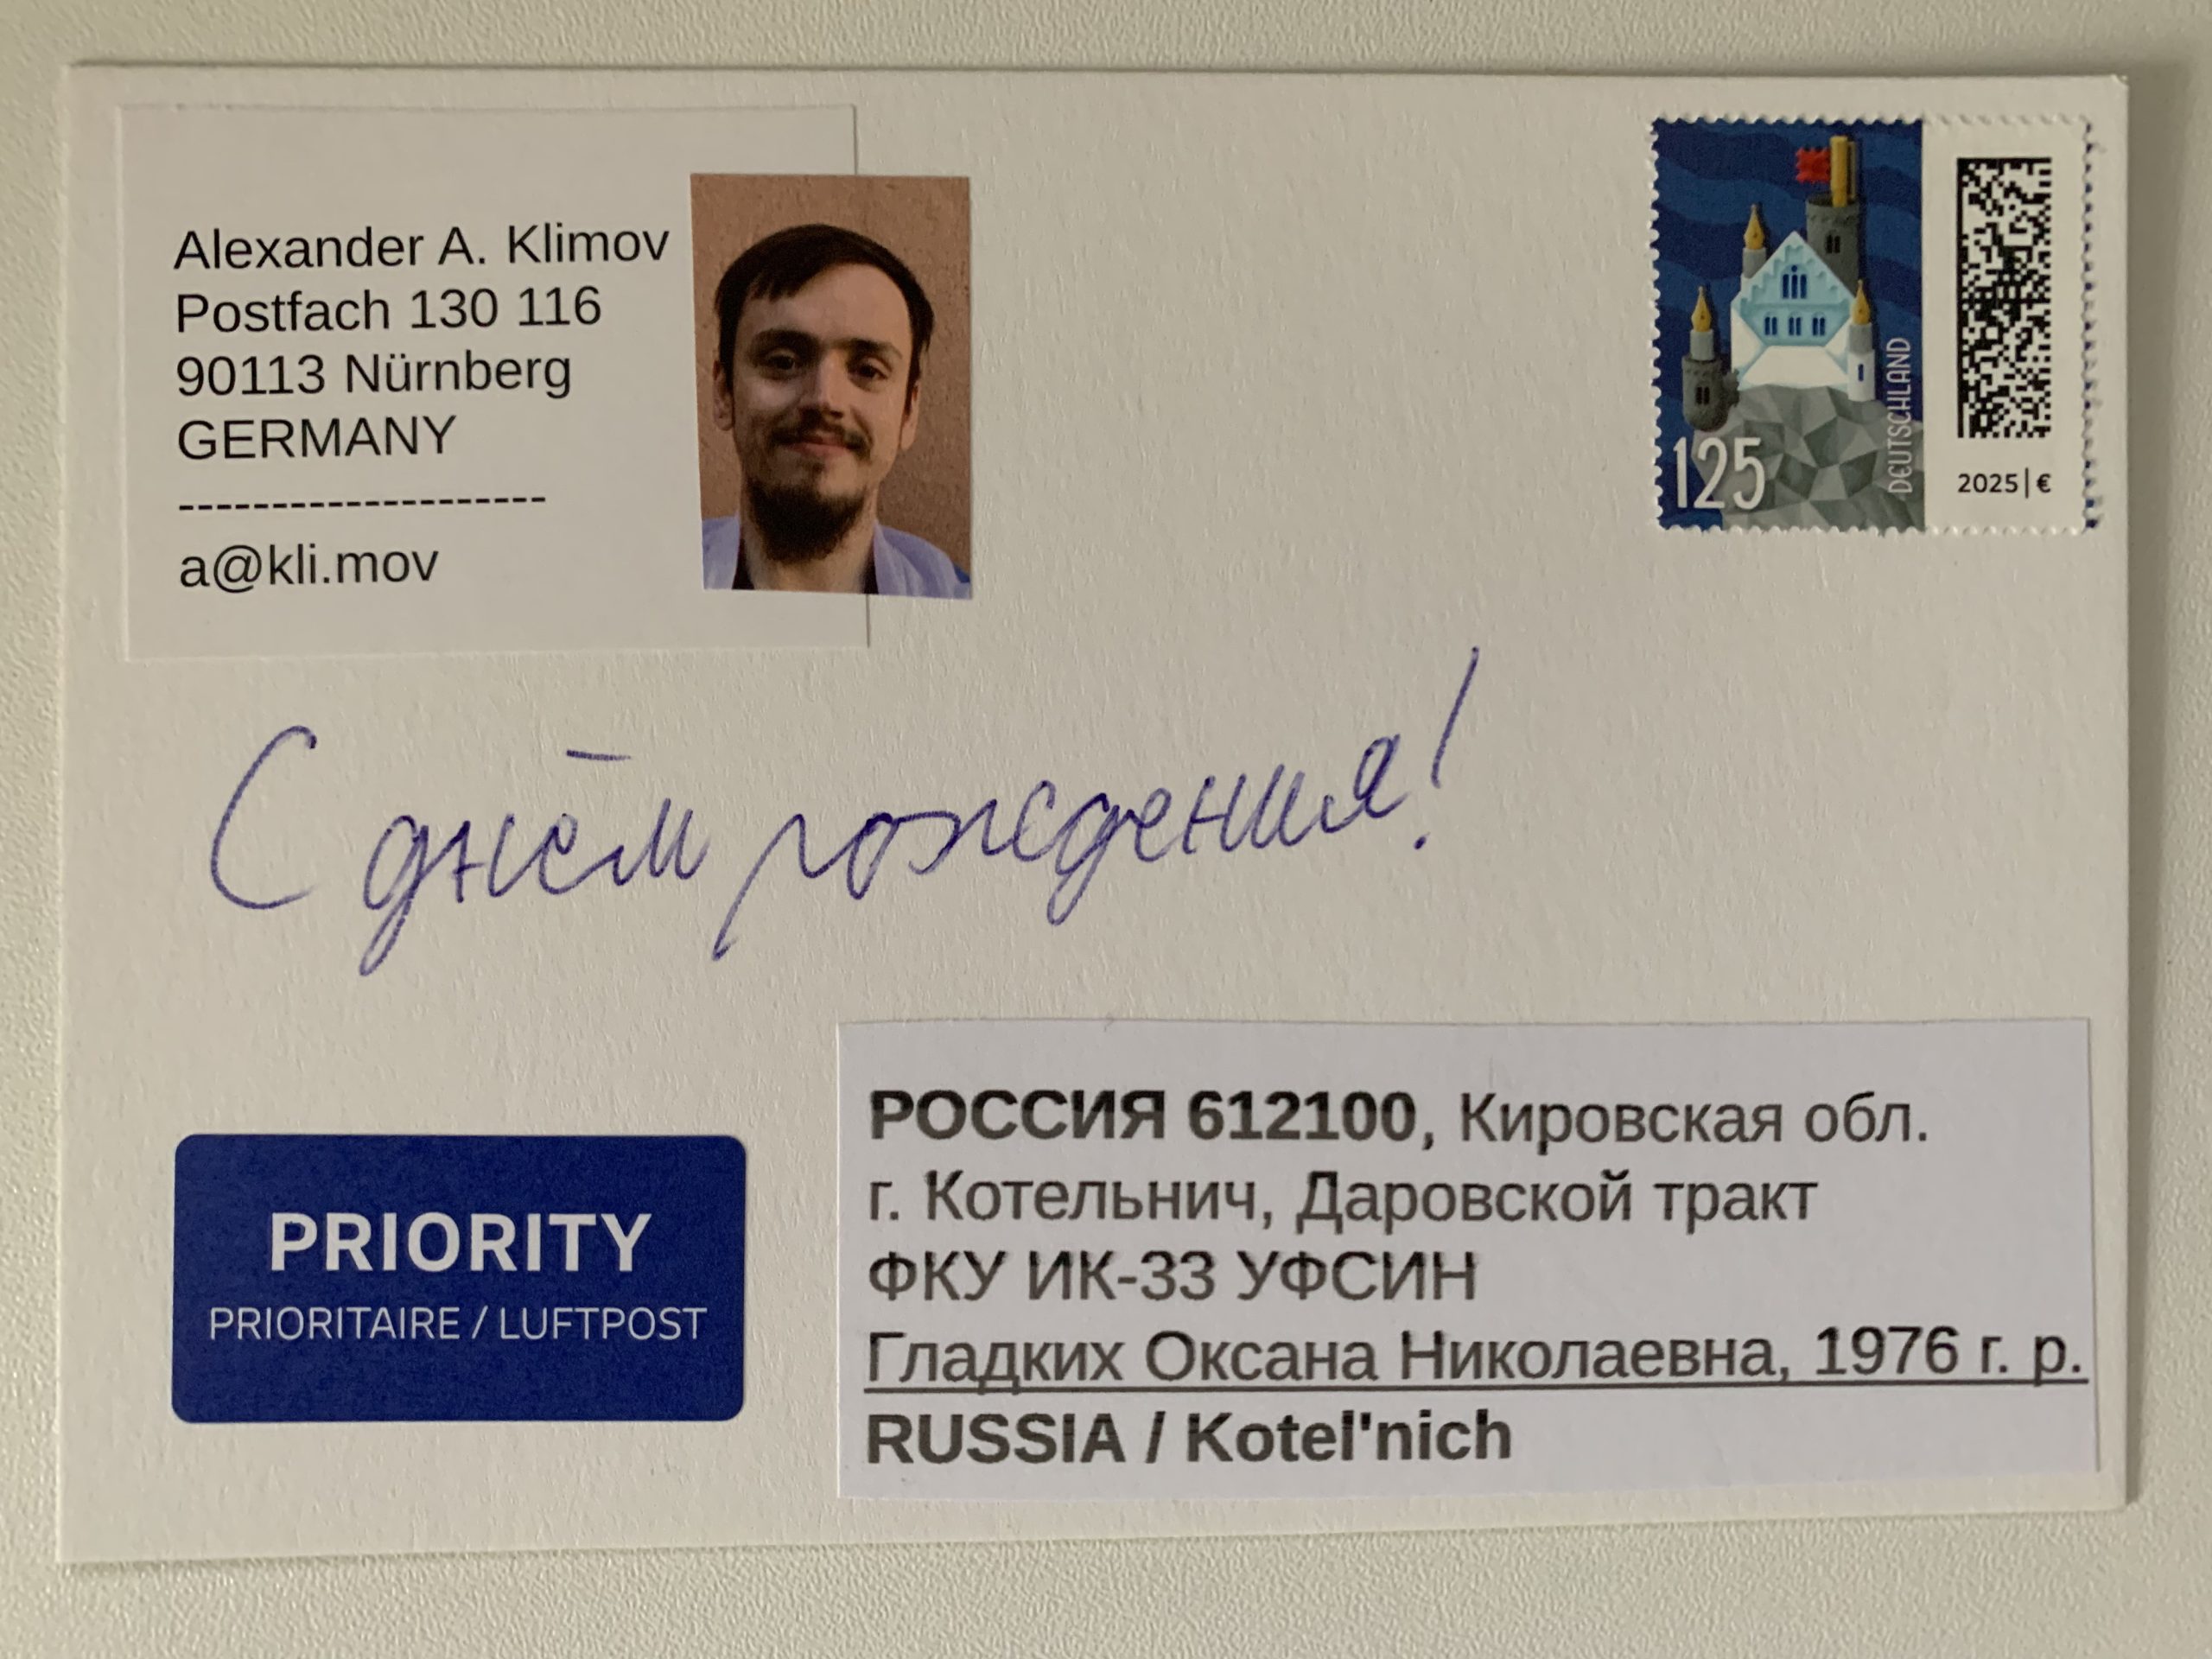 Alexander A. Klimov
Postfach 130 116
90113 Nürnberg
GERMANY
--------------------
a@kli.mov
125
DEUTSCHLAND
2025|€
С днём рождения!
PRIORITY
PRIORITAIRE / LUFTPOST
РОССИЯ 612100, Кировская обл.
г. Котельнич, Даровской тракт
ФКУ ИК-33 УФСИН
Гладких Оксана Николаевна, 1976 г. р.
RUSSIA / Kotel'nich